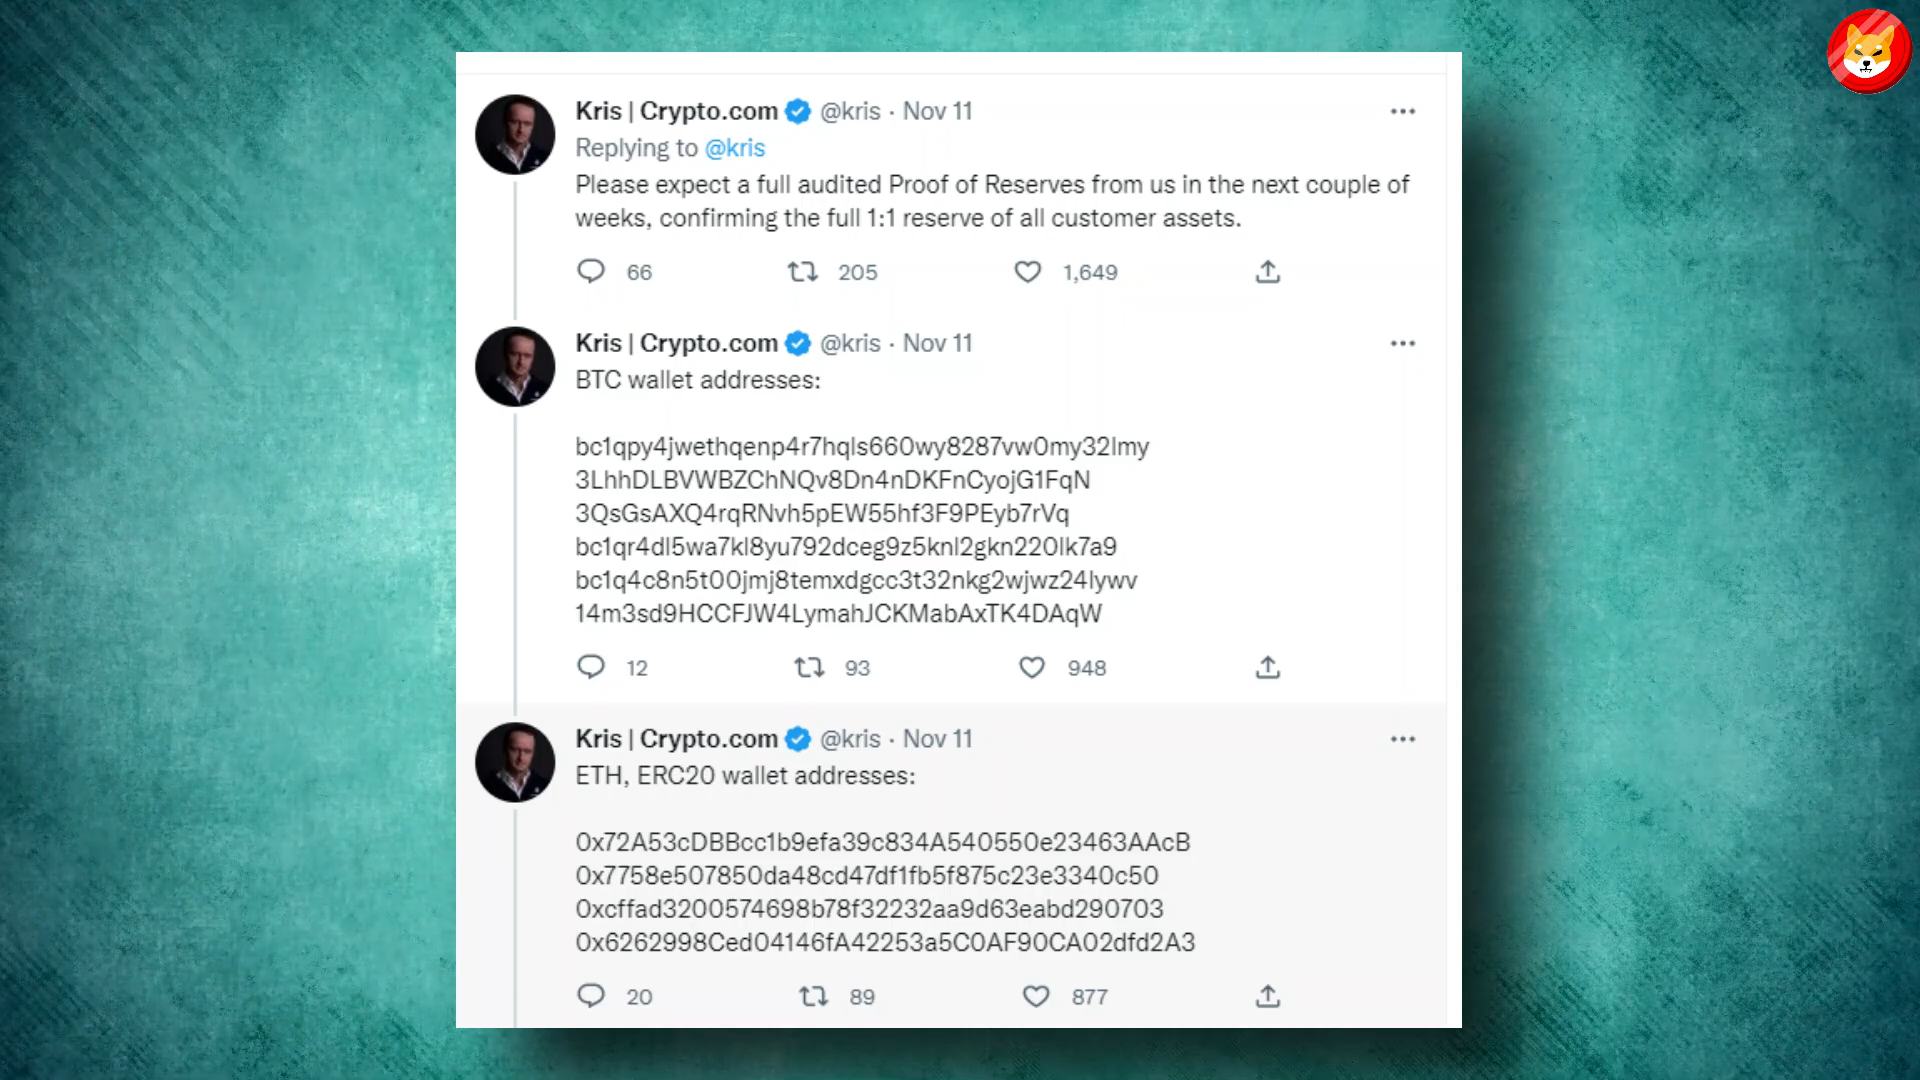 Kris | Crypto.com @kris · Nov 11
Replying to @kris
Please expect a full audited Proof of Reserves from us in the next couple of
weeks, confirming the full 1:1 reserve of all customer assets.
66 205 1,649
Kris | Crypto.com @kris · Nov 11
BTC wallet addresses:
bc1qpy4jwethqenp4r7hqls660wy8287vw0my32lmy
3LhhDLBVWBZChNQv8Dn4nDKFnCyojG1FqN
3QsGsAXQ4rqRNvh5pEW55hf3F9PEyb7rVq
bc1qr4dl5wa7kl8yu792dceg9z5knl2gkn220lk7a9
bc1q4c8n5t00jmj8temxdgcc3t32nkg2wjwz24lywv
14m3sd9HCCFJW4LymahJCKMabAxTK4DAqW
12 93 948
Kris | Crypto.com @kris · Nov 11
ETH, ERC20 wallet addresses:
0x72A53cDBBcc1b9efa39c834A540550e23463AAcB
0x7758e507850da48cd47df1fb5f875c23e3340c50
0xcffad3200574698b78f32232aa9d63eabd290703
0x6262998Ced04146fA42253a5C0AF90CA02dfd2A3
20 89 877